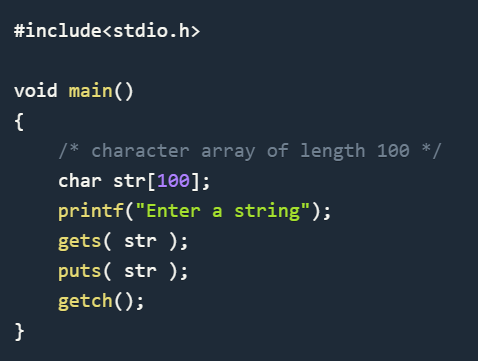 #include<stdio.h>
void main()
{
/* character array of length 100 */
char str[100];
printf("Enter a string");
gets( str );
puts( str );
getch();
}